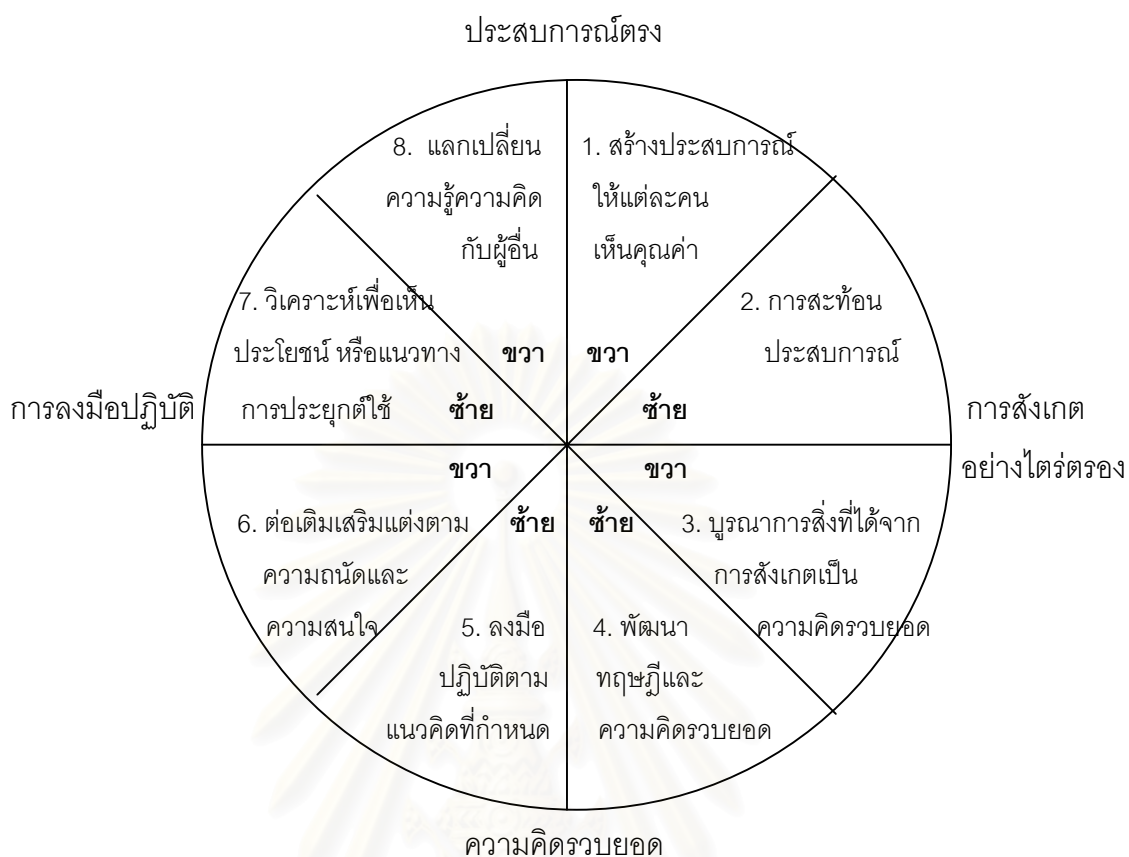 ประสบการณ์ตรง
8. แลกเปลี่ยน
ความรู้ความคิด
กับผู้อื่น
1. สร้างประสบการณ์
ให้แต่ละคน
เห็นคุณค่า
7. วิเคราะห์เพื่อเห็น
ประโยชน์ หรือแนวทาง
การประยุกต์ใช้
2. การสะท้อน
ประสบการณ์
ขวา
ขวา
ซ้าย
ซ้าย
การลงมือปฏิบัติ
การสังเกต
อย่างไตร่ตรอง
ขวา
ขวา
ซ้าย
ซ้าย
6. ต่อเติมเสริมแต่งตาม
ความถนัดและ
ความสนใจ
3. บูรณาการสิ่งที่ได้จาก
การสังเกตเป็น
ความคิดรวบยอด
5. ลงมือ
ปฏิบัติตาม
แนวคิดที่กำหนด
4. พัฒนา
ทฤษฎีและ
ความคิดรวบยอด
ความคิดรวบยอด